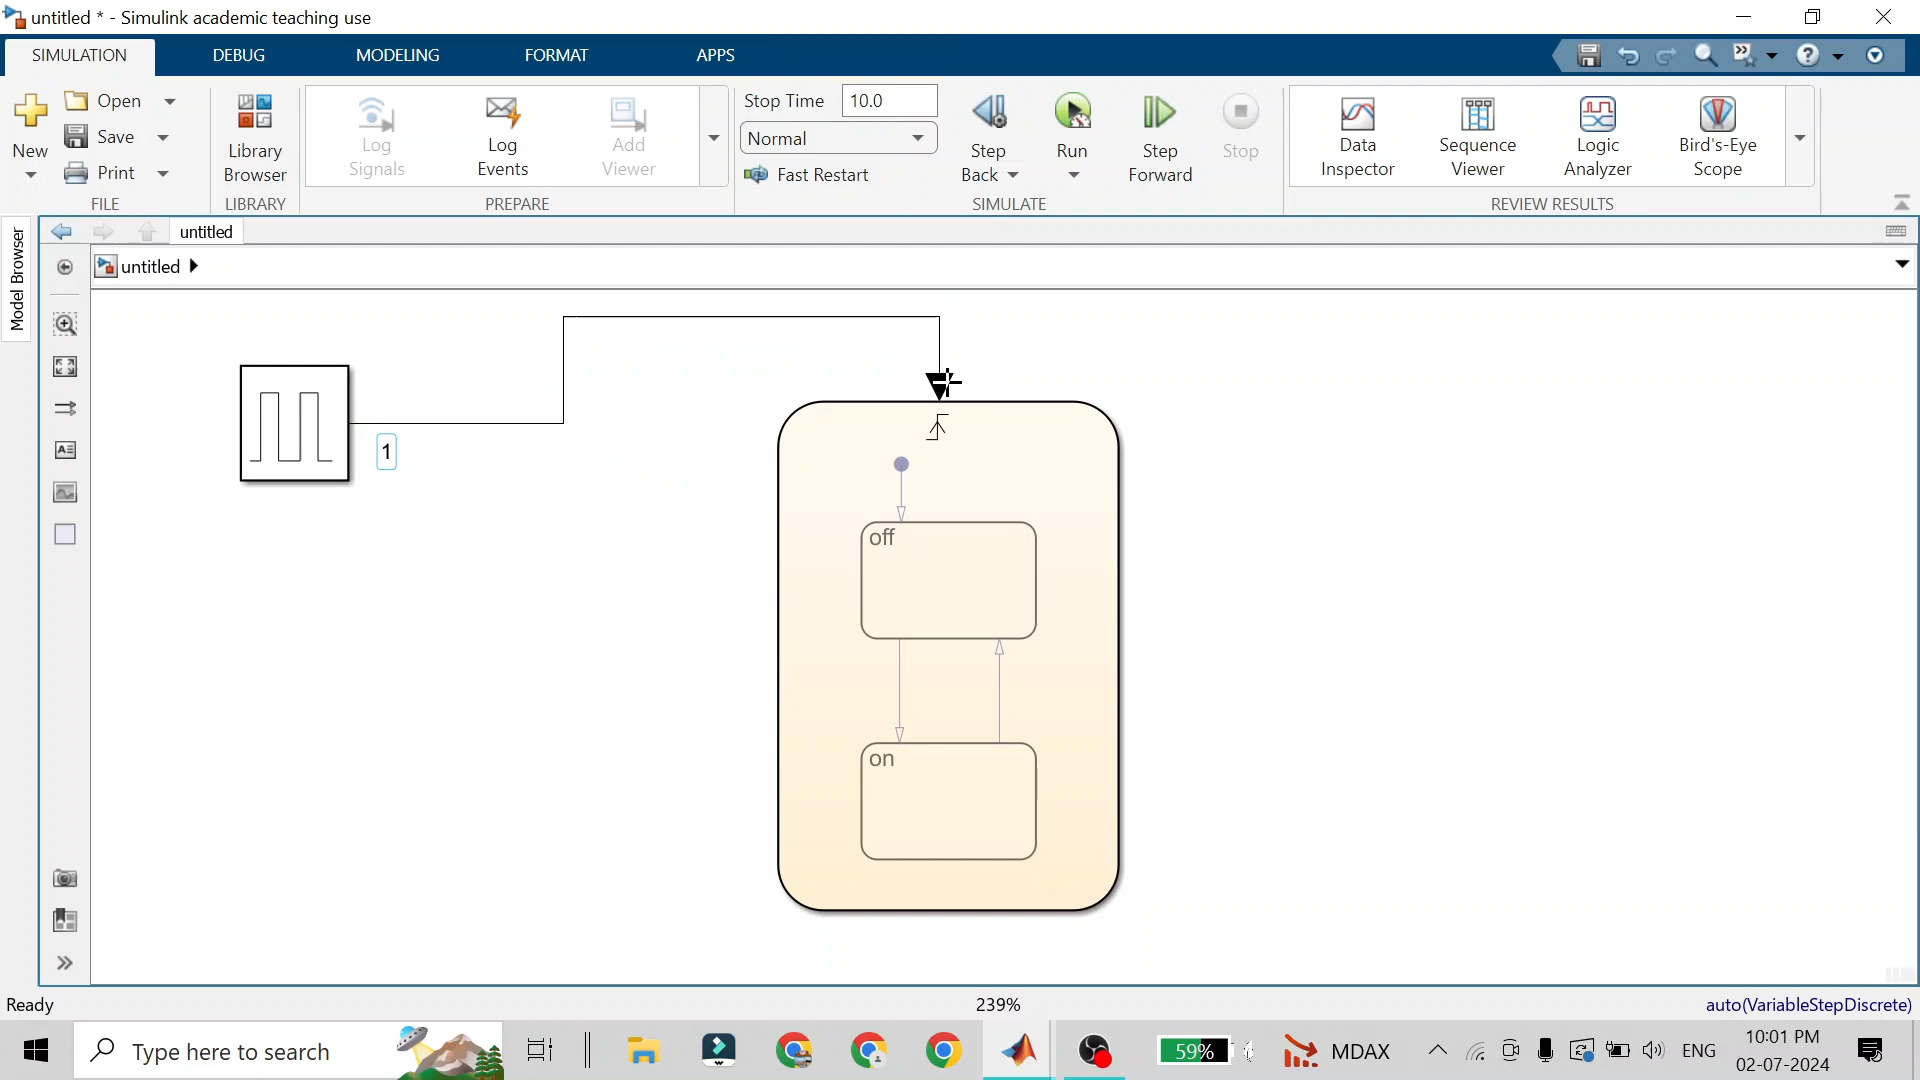 untitled * - Simulink academic teaching use
SIMULATION
DEBUG
MODELING
FORMAT
APPS
New
Open
Save
Print
FILE
Library
Browser
LIBRARY
Log
Signals
Log
Events
Add
Viewer
PREPARE
Stop Time
10.0
Normal
Fast Restart
Step
Back
Run
Step
Forward
Stop
SIMULATE
Data
Inspector
Sequence
Viewer
Logic
Analyzer
Bird's-Eye
Scope
REVIEW RESULTS
Model Browser
untitled
untitled
1
off
on
Ready
239%
auto(VariableStepDiscrete)
Type here to search
59%
MDAX
ENG
10:01 PM
02-07-2024